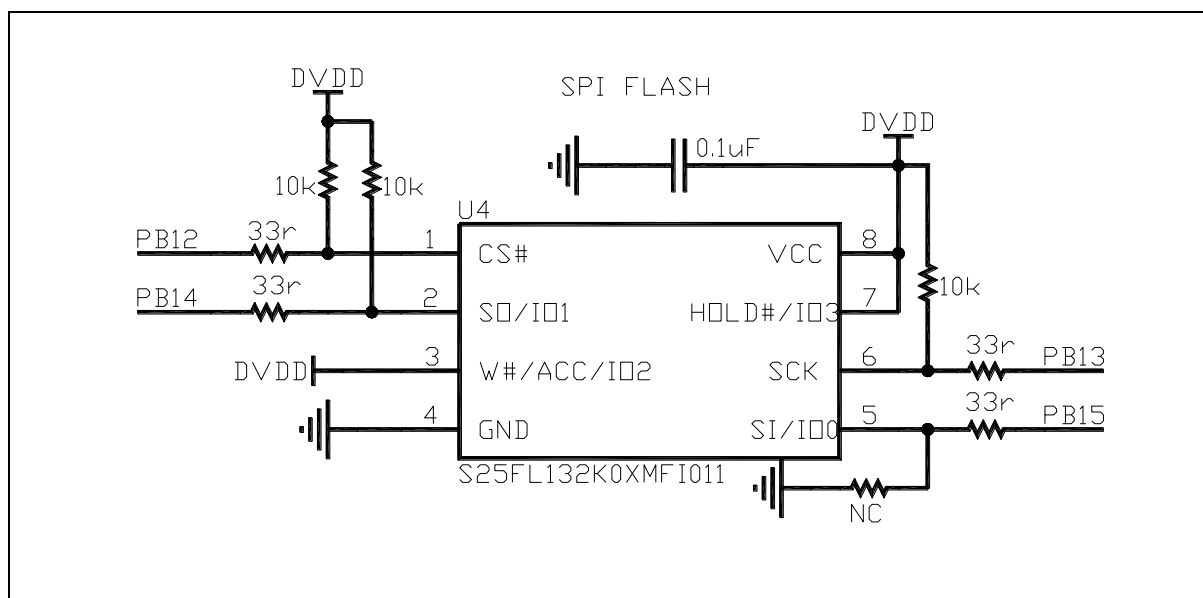 DVDD
SPI FLASH
DVDD
0.1uF
10k
10k
U4
PB12
33r
1
CS#
VCC
8
33r
10k
PB14
2
SO/IO1
HOLD#/IO3
7
33r
PB13
DVDD
3
W#/ACC/IO2
SCK
6
33r
PB15
4
GND
SI/IO0
5
S25FL132K0XMFI011
NC